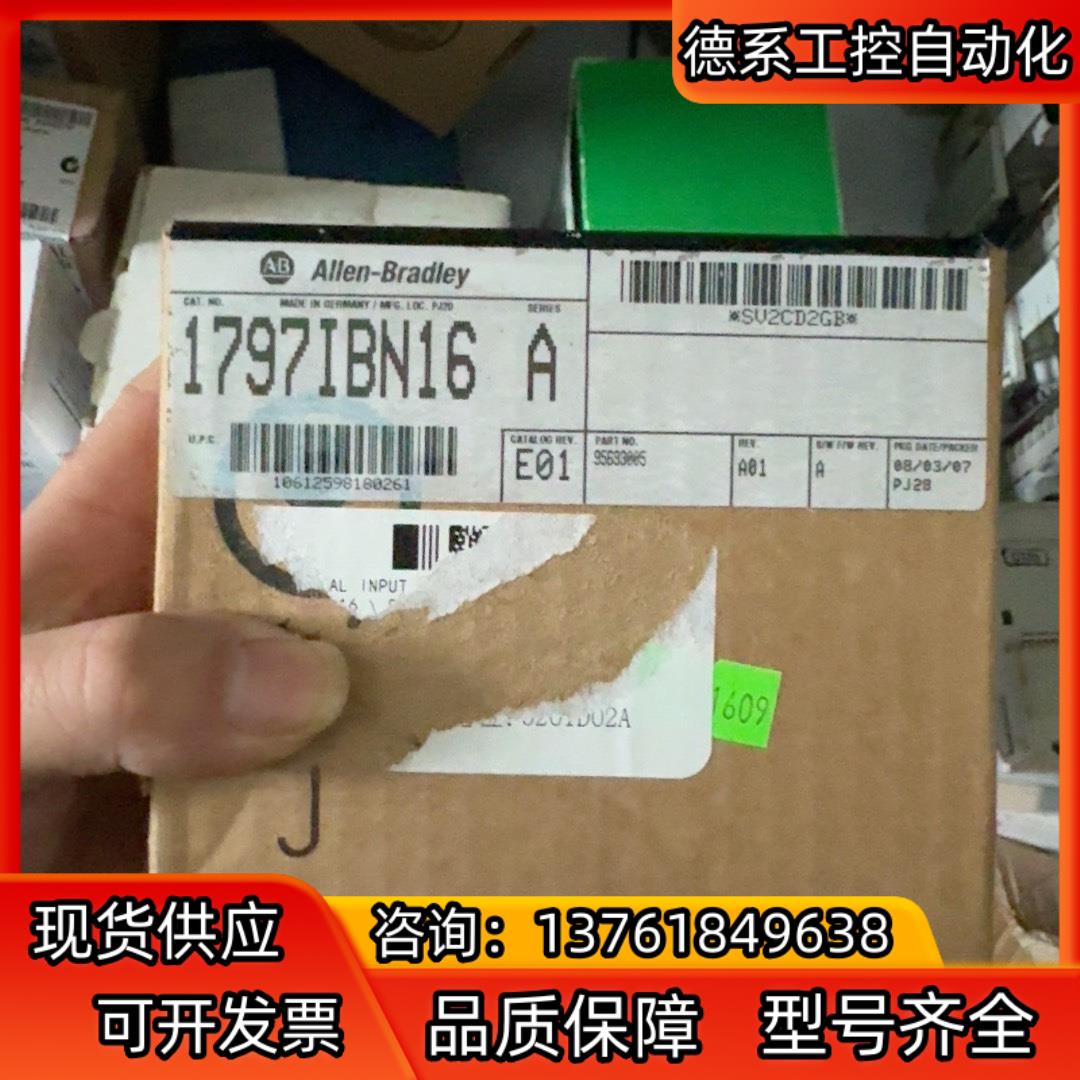 德系工控自动化
AB Allen-Bradley
*SV2CD2GB*
CAT. NO.
MADE IN GERMANY / MFG. LOC. PJ20
SERIES
1797IBN16 A
U.P.C.
10612598180261
CATALOG REV.
E01
PART NO.
95633005
REV.
A01
S/W F/W REV.
A
PKG DATE/PACKER
08/03/07
PJ28
AL INPUT
J201D02A
1609
J
现货供应
咨询：13761849638
可开发票
品质保障
型号齐全